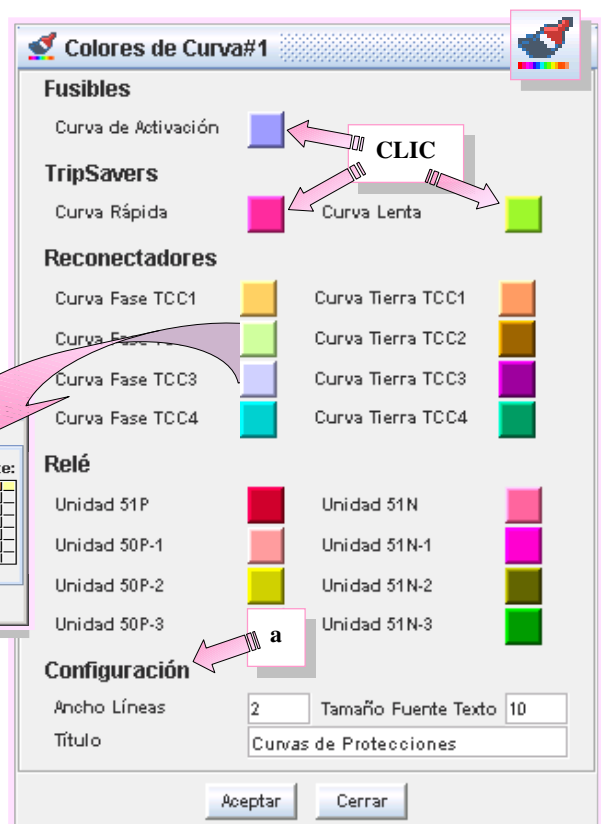 Colores de Curva#1
Fusibles
Curva de Activación
CLIC
TripSavers
Curva Rápida Curva Lenta
Reconectadores
Curva Fase TCC1 Curva Tierra TCC1
Curva Fase Curva Tierra TCC2
Curva Fase TCC3 Curva Tierra TCC3
Curva Fase TCC4 Curva Tierra TCC4
te:
Relé
Unidad 51P Unidad 51N
Unidad 50P-1 Unidad 51N-1
Unidad 50P-2 Unidad 51N-2
Unidad 50P-3 a Unidad 51N-3
Configuración
Ancho Líneas 2 Tamaño Fuente Texto 10
Título Curvas de Protecciones
Aceptar Cerrar